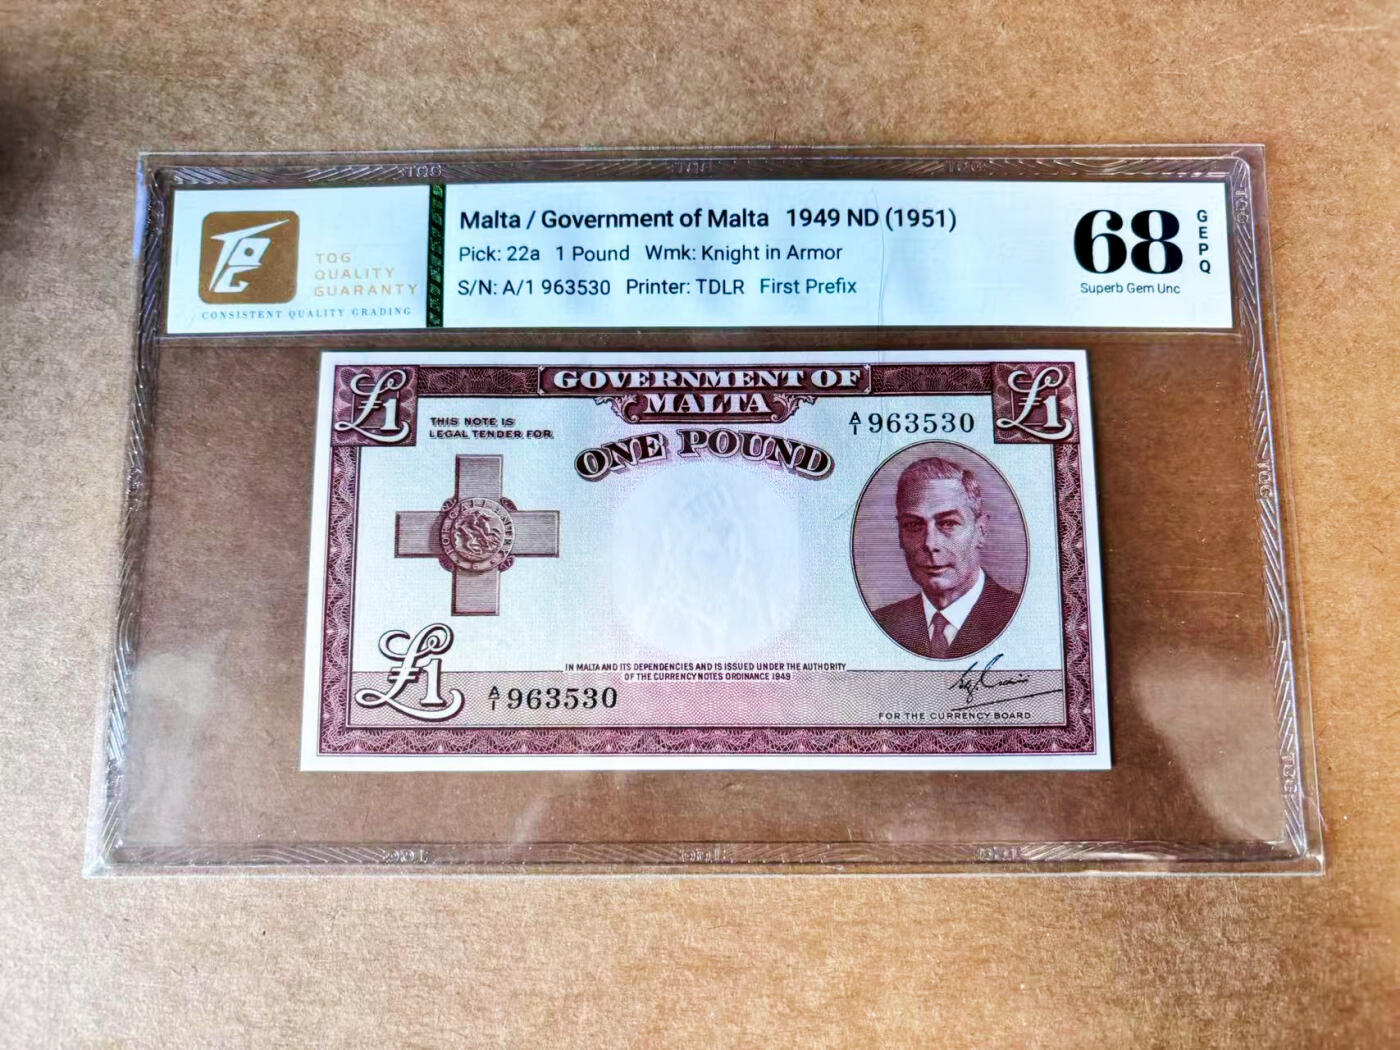 TQG
QUALITY
GUARANTY
CONSISTENT QUALITY GRADING
Malta / Government of Malta 1949 ND (1951)
Pick: 22a 1 Pound Wmk: Knight in Armor
S/N: A/1 963530 Printer: TDLR First Prefix
68
GEPQ
Superb Gem Unc
£1
GOVERNMENT OF
MALTA
£1
THIS NOTE IS
LEGAL TENDER FOR
ONE POUND
A/1 963530
FOR GALLANTRY
IN MALTA AND ITS DEPENDENCIES AND IS ISSUED UNDER THE AUTHORITY
OF THE CURRENCY NOTES ORDINANCE 1949
£1
A/1 963530
FOR THE CURRENCY BOARD